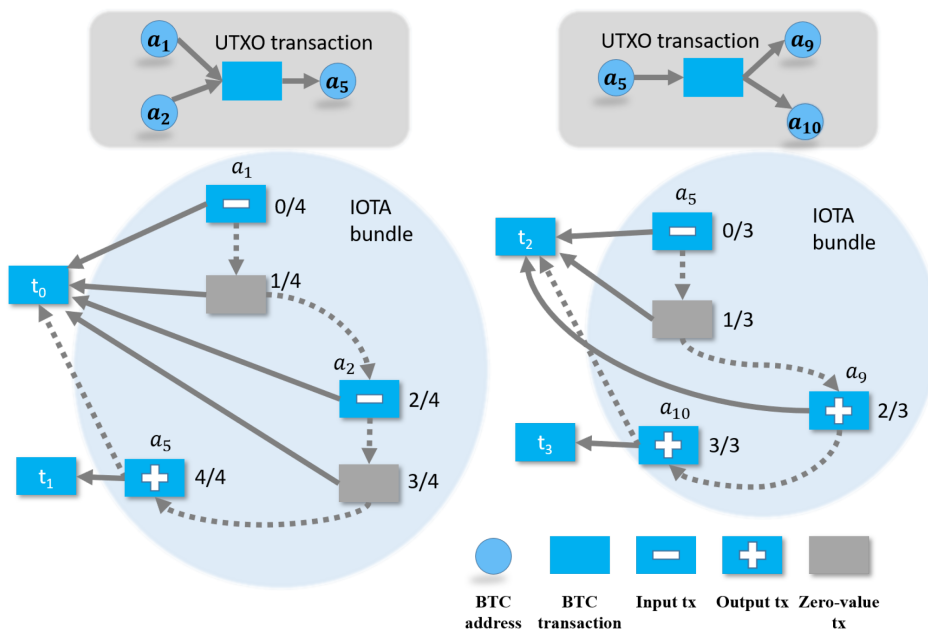 UTXO transaction
a1
a2
a5
UTXO transaction
a5
a9
a10
a1
0/4
IOTA
bundle
t0
1/4
a2
2/4
a5
t1
4/4
3/4
a5
0/3
IOTA
bundle
t2
1/3
a9
2/3
a10
t3
3/3
BTC
address
BTC
transaction
Input tx
Output tx
Zero-value
tx